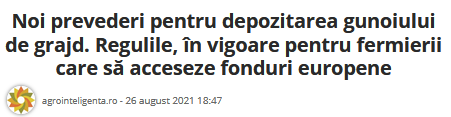 Noi prevederi pentru depozitarea gunoiului
de grajd. Regulile, în vigoare pentru fermierii
care să acceseze fonduri europene
agrointeligenta.ro - 26 august 2021 18:47